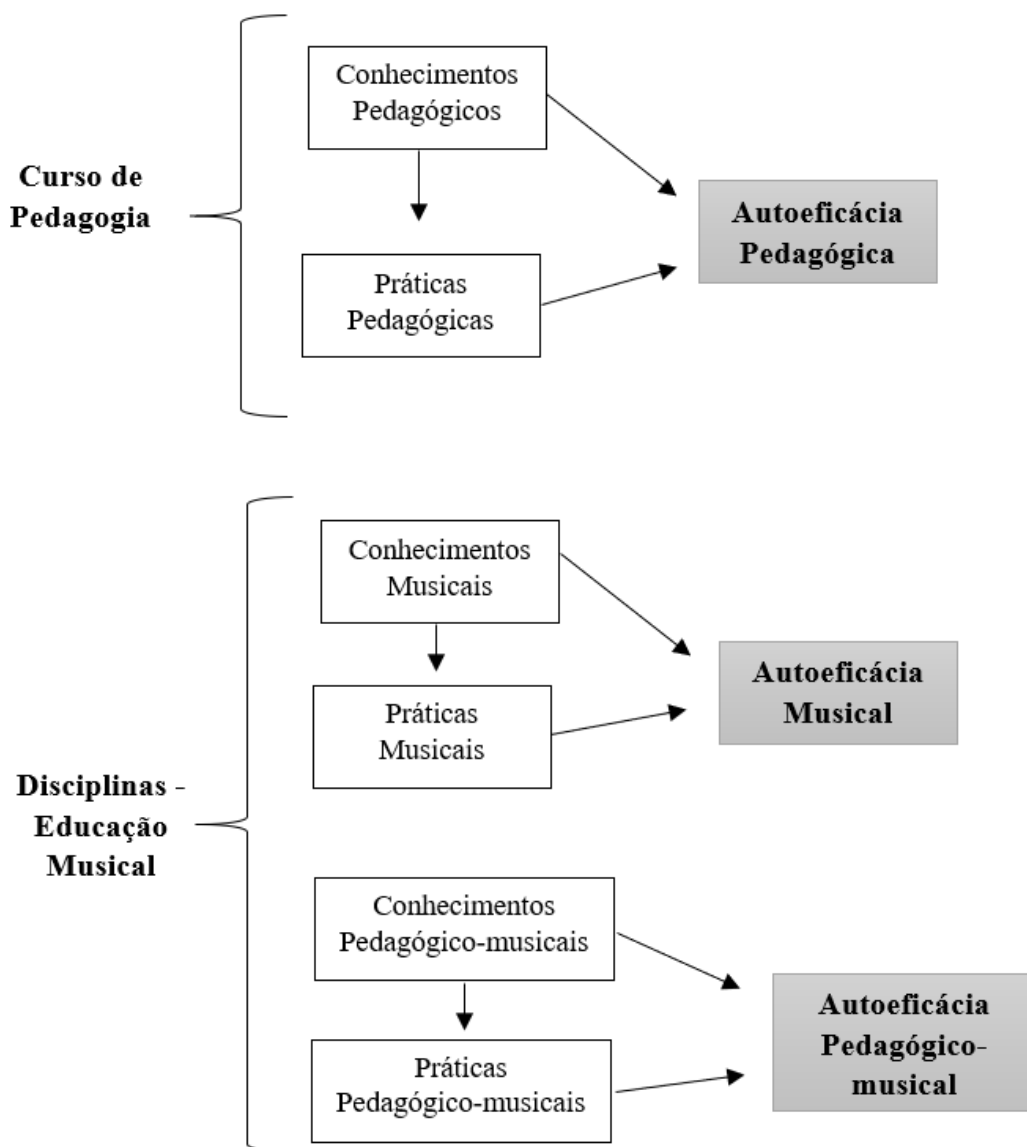 Conhecimentos
Pedagógicos
Curso de
Pedagogia
Autoeficácia
Pedagógica
Práticas
Pedagógicas
Conhecimentos
Musicais
Autoeficácia
Musical
Práticas
Musicais
Disciplinas -
Educação
Musical
Conhecimentos
Pedagógico-musicais
Autoeficácia
Pedagógico-
musical
Práticas
Pedagógico-musicais